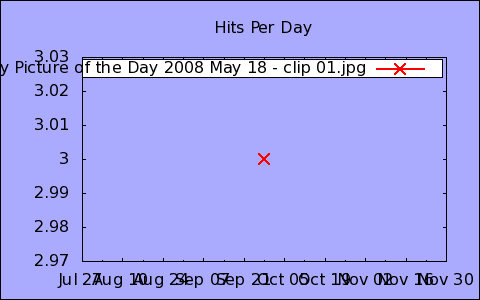 Hits Per Day
3.03
y Picture of the Day 2008 May 18 - clip 01.jpg
3.02
3.01
3
2.99
2.98
2.97
Jul 27 Aug 10 Aug 24 Sep 07 Sep 21 Oct 05 Oct 19 Nov 02 Nov 16 Nov 30